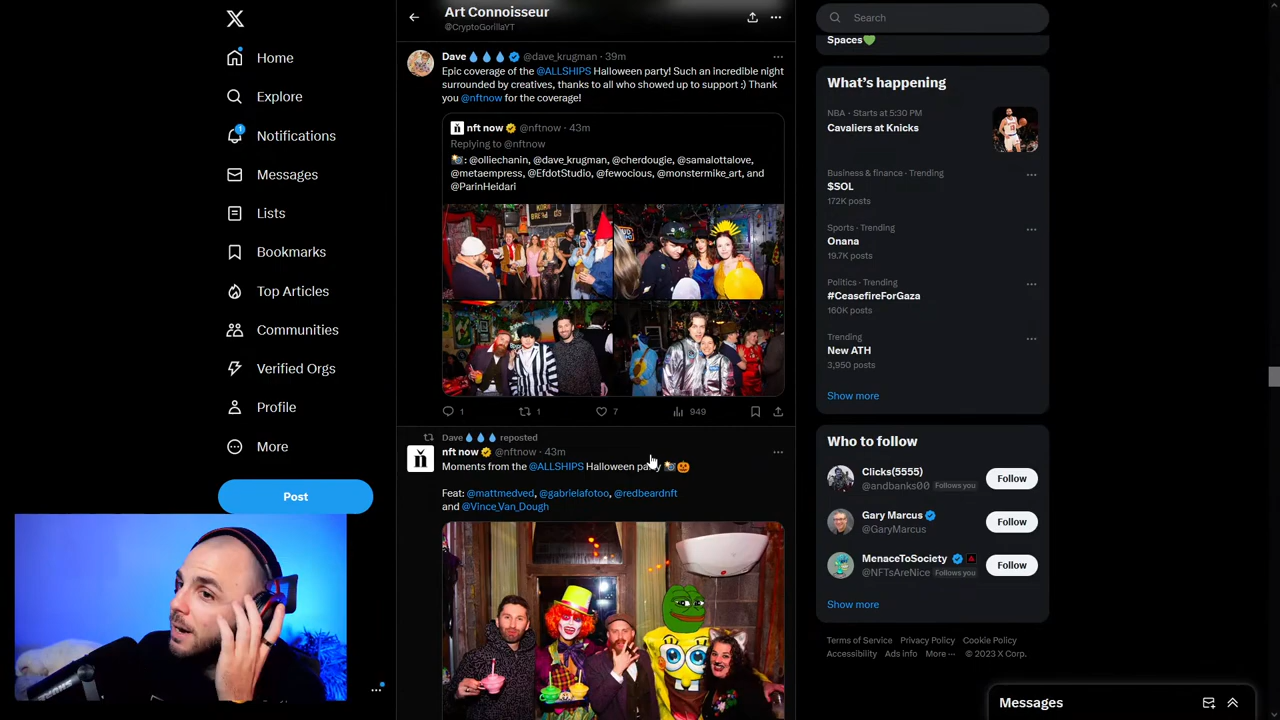 Home
Explore
1
Notifications
Messages
Lists
Bookmarks
Top Articles
Communities
Verified Orgs
Profile
More
Post
Art Connoisseur
@CryptoGorillaYT
Dave💧💧💧 @dave_krugman · 39m
Epic coverage of the @ALLSHIPS Halloween party! Such an incredible night
surrounded by creatives, thanks to all who showed up to support :) Thank
you @nftnow for the coverage!
nft now @nftnow · 43m
Replying to @nftnow
📸: @olliechanin, @dave_krugman, @cherdougie, @samalottalove,
@metaempress, @EfdotStudio, @fewocious, @monstermike_art, and
@ParinHeidari
1 1 7 949
Dave💧💧💧 reposted
nft now @nftnow · 43m
Moments from the @ALLSHIPS Halloween party 📸🎃
Feat: @mattmedved, @gabrielafotoo, @redbeardnft
and @Vince_Van_Dough
Search
Spaces💚
What's happening
NBA · Starts at 5:30 PM
Cavaliers at Knicks
Business & finance · Trending
$SOL
172K posts
Sports · Trending
Onana
19.7K posts
Politics · Trending
#CeasefireForGaza
160K posts
Trending
New ATH
3,950 posts
Show more
Who to follow
Clicks(5555)
@andbanks00 Follows you
Follow
Gary Marcus
@GaryMarcus
Follow
MenaceToSociety
@NFTsAreNice Follows you
Follow
Show more
Terms of Service Privacy Policy Cookie Policy
Accessibility Ads info More ··· © 2023 X Corp.
Messages